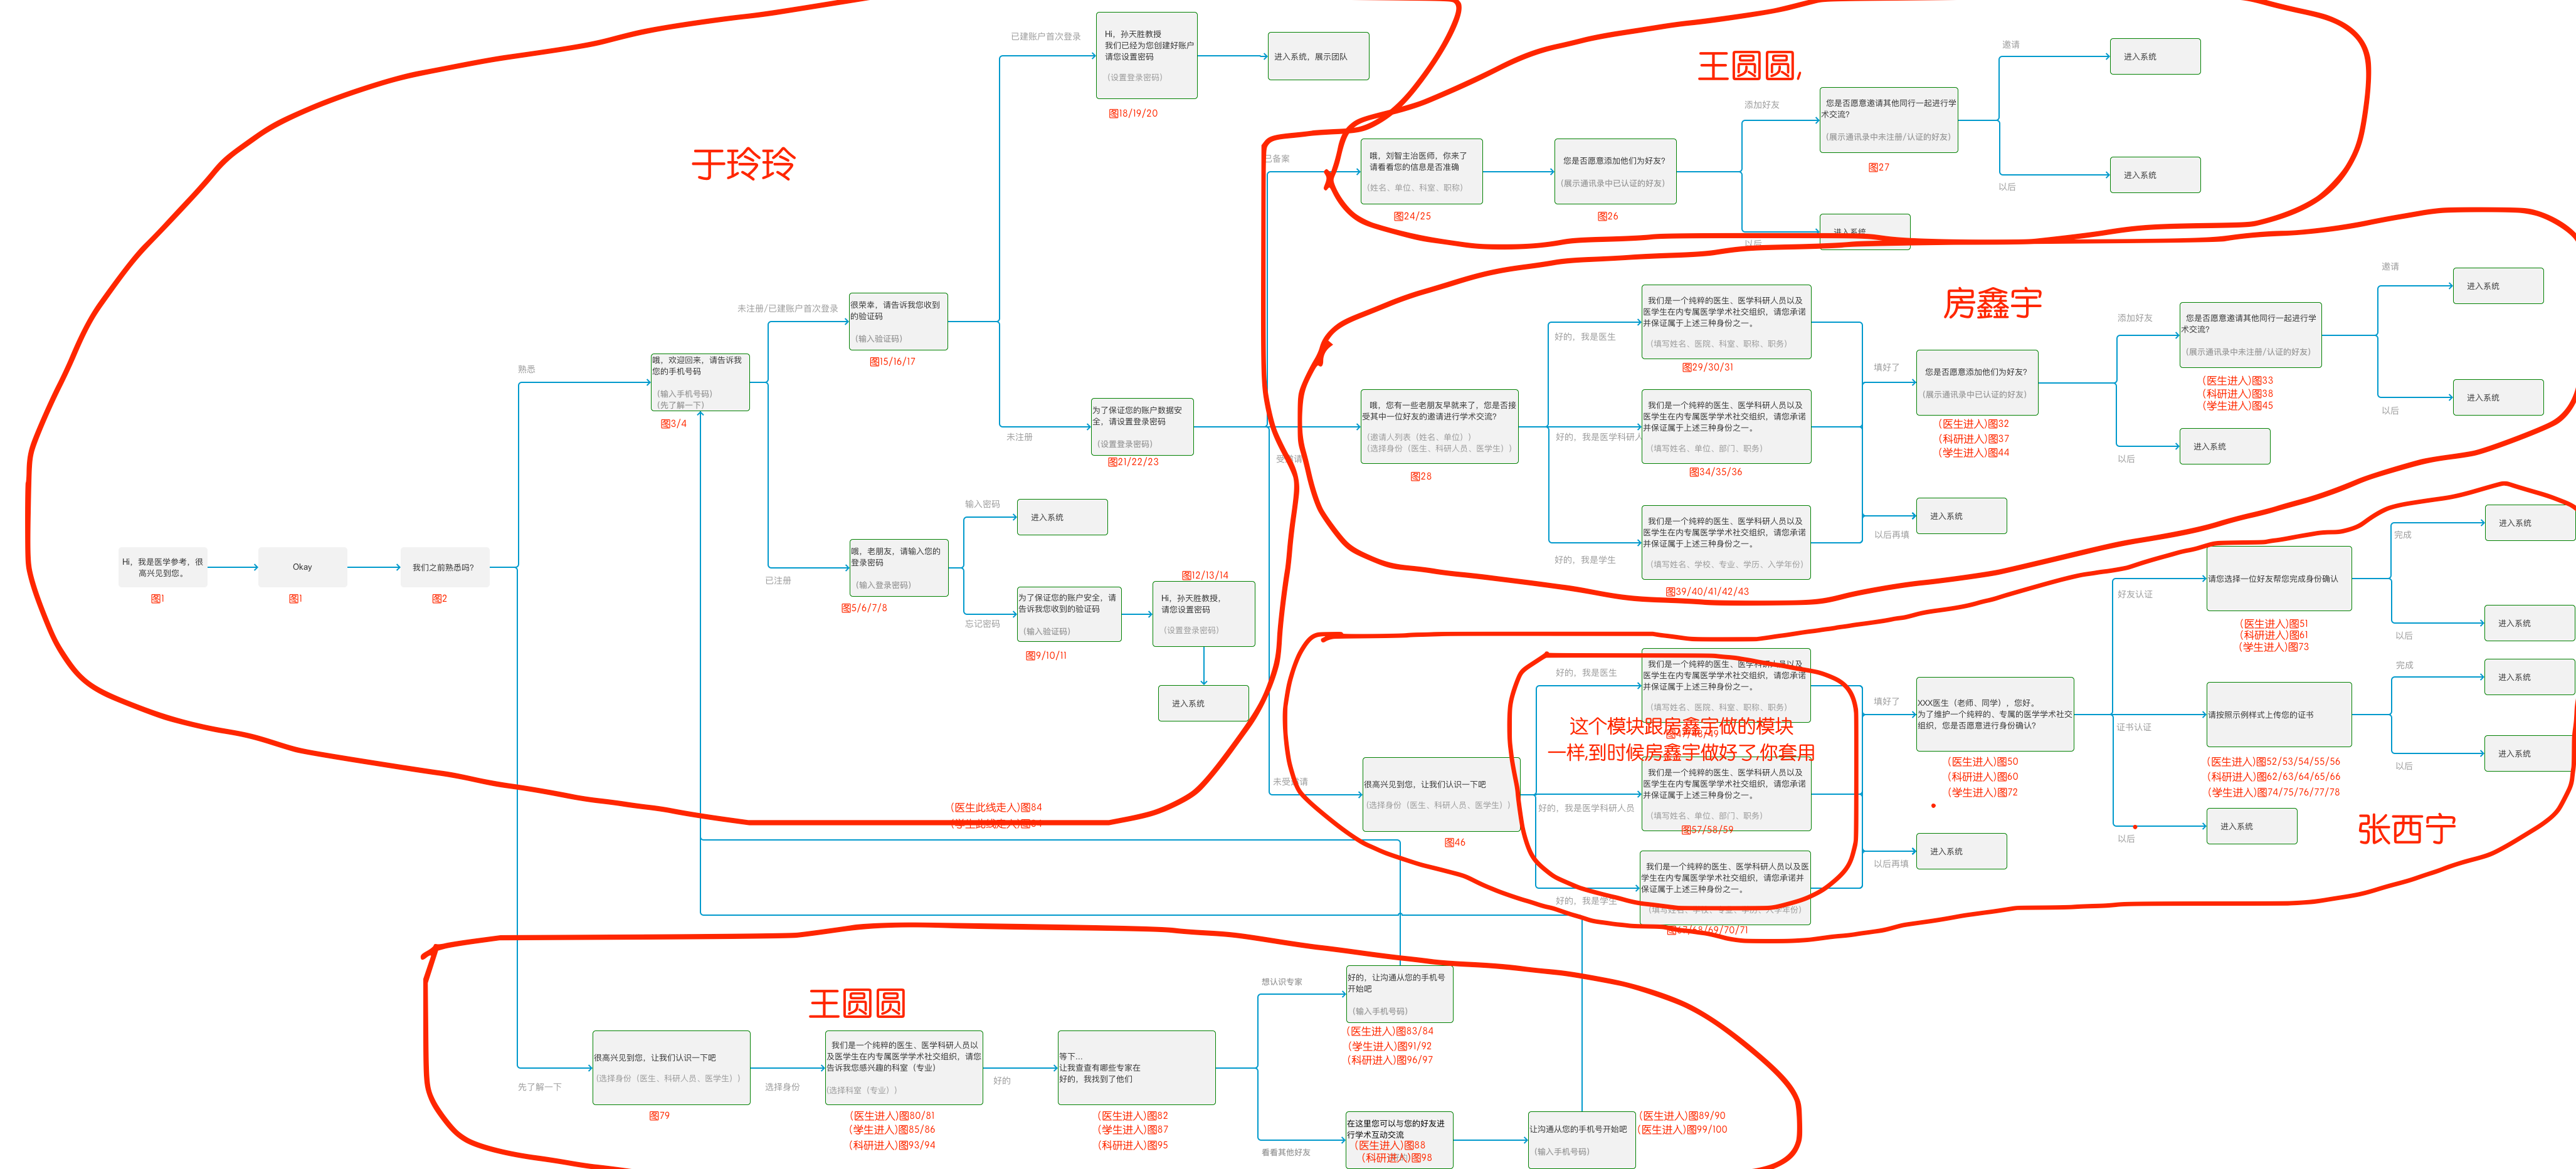 已建账户首次登录
Hi，孙天胜教授
我们已经为您创建好账户
请您设置密码
(设置登录密码)
图18/19/20
进入系统，展示团队
于玲玲
未注册/已建账户首次登录
很荣幸，请告诉我您收到
的验证码
(输入验证码)
图15/16/17
熟悉
哦，欢迎回来，请告诉我
您的手机号码
(输入手机号码)
(先了解一下)
图3/4
未注册
为了保证您的账户数据安
全，请设置登录密码
(设置登录密码)
图21/22/23
Hi，我是医学参考，很
高兴见到您。
图1
Okay
图1
我们之前熟悉吗?
图2
已注册
哦，老朋友，请输入您的
登录密码
(输入登录密码)
图5/6/7/8
输入密码
进入系统
忘记密码
为了保证您的账户安全，请
告诉我您收到的验证码
(输入验证码)
图9/10/11
图12/13/14
Hi，孙天胜教授，
请您设置密码
(设置登录密码)
进入系统
(医生此线走入)图84
王圆圆,
已备案
哦，刘智主治医师，你来了
请看看您的信息是否准确
(姓名、单位、科室、职称)
图24/25
您是否愿意添加他们为好友?
(展示通讯录中已认证的好友)
图26
添加好友
您是否愿意邀请其他同行一起进行学
术交流?
(展示通讯录中未注册/认证的好友)
图27
邀请
进入系统
以后
进入系统
以后
进入系统
房鑫宇
哦，您有一些老朋友早就来了，您是否接
受其中一位好友的邀请进行学术交流?
(邀请人列表（姓名、单位）)
(选择身份（医生、科研人员、医学生）)
图28
好的，我是医生
我们是一个纯粹的医生、医学科研人员以及
医学生在内专属医学学术社交组织，请您承诺
并保证属于上述三种身份之一。
(填写姓名、医院、科室、职称、职务)
图29/30/31
好的，我是医学科研人
我们是一个纯粹的医生、医学科研人员以及
医学生在内专属医学学术社交组织，请您承诺
并保证属于上述三种身份之一。
(填写姓名、单位、部门、职务)
图34/35/36
好的，我是学生
我们是一个纯粹的医生、医学科研人员以及
医学生在内专属医学学术社交组织，请您承诺
并保证属于上述三种身份之一。
(填写姓名、学校、专业、学历、入学年份)
图39/40/41/42/43
填好了
您是否愿意添加他们为好友?
(展示通讯录中已认证的好友)
(医生进入)图32
(科研进入)图37
(学生进入)图44
以后再填
进入系统
添加好友
您是否愿意邀请其他同行一起进行学
术交流?
(展示通讯录中未注册/认证的好友)
(医生进入)图33
(科研进入)图38
(学生进入)图45
以后
进入系统
邀请
进入系统
以后
进入系统
很高兴见到您，让我们认识一下吧
(选择身份（医生、科研人员、医学生）)
图46
好的，我是医生
我们是一个纯粹的医生、医学科研人员以及
医学生在内专属医学学术社交组织，请您承诺
并保证属于上述三种身份之一。
(填写姓名、医院、科室、职称、职务)
这个模块跟房鑫宇做的模块
一样,到时候房鑫宇做好了,你套用
好的，我是医学科研人员
我们是一个纯粹的医生、医学科研人员以及
医学生在内专属医学学术社交组织，请您承诺
并保证属于上述三种身份之一。
(填写姓名、单位、部门、职务)
图57/58/59
好的，我是学生
我们是一个纯粹的医生、医学科研人员以及医
学生在内专属医学学术社交组织，请您承诺并
保证属于上述三种身份之一。
图67/68/69/70/71
填好了
XXX医生（老师、同学），您好。
为了维护一个纯粹的、专属的医学学术社交
组织，您是否愿意进行身份确认?
(医生进入)图50
(科研进入)图60
(学生进入)图72
以后再填
进入系统
好友认证
请您选择一位好友帮您完成身份确认
(医生进入)图51
(科研进入)图61
(学生进入)图73
完成
进入系统
以后
进入系统
证书认证
请按照示例样式上传您的证书
(医生进入)图52/53/54/55/56
(科研进入)图62/63/64/65/66
(学生进入)图74/75/76/77/78
完成
进入系统
以后
进入系统
以后
进入系统
张西宁
王圆圆
先了解一下
很高兴见到您，让我们认识一下吧
(选择身份（医生、科研人员、医学生）)
图79
选择身份
我们是一个纯粹的医生、医学科研人员以
及医学生在内专属医学学术社交组织，请您
告诉我您感兴趣的科室（专业）
(选择科室（专业）)
(医生进入)图80/81
(学生进入)图85/86
(科研进入)图93/94
好的
等下...
让我查查有哪些专家在
好的，我找到了他们
(医生进入)图82
(学生进入)图87
(科研进入)图95
想认识专家
好的，让沟通从您的手机号
开始吧
(输入手机号码)
(医生进入)图83/84
(学生进入)图91/92
(科研进入)图96/97
看看其他好友
在这里您可以与您的好友进
行学术互动交流
(医生进入)图88
(科研进入)图98
让沟通从您的手机号开始吧
(输入手机号码)
(医生进入)图89/90
(医生进入)图99/100